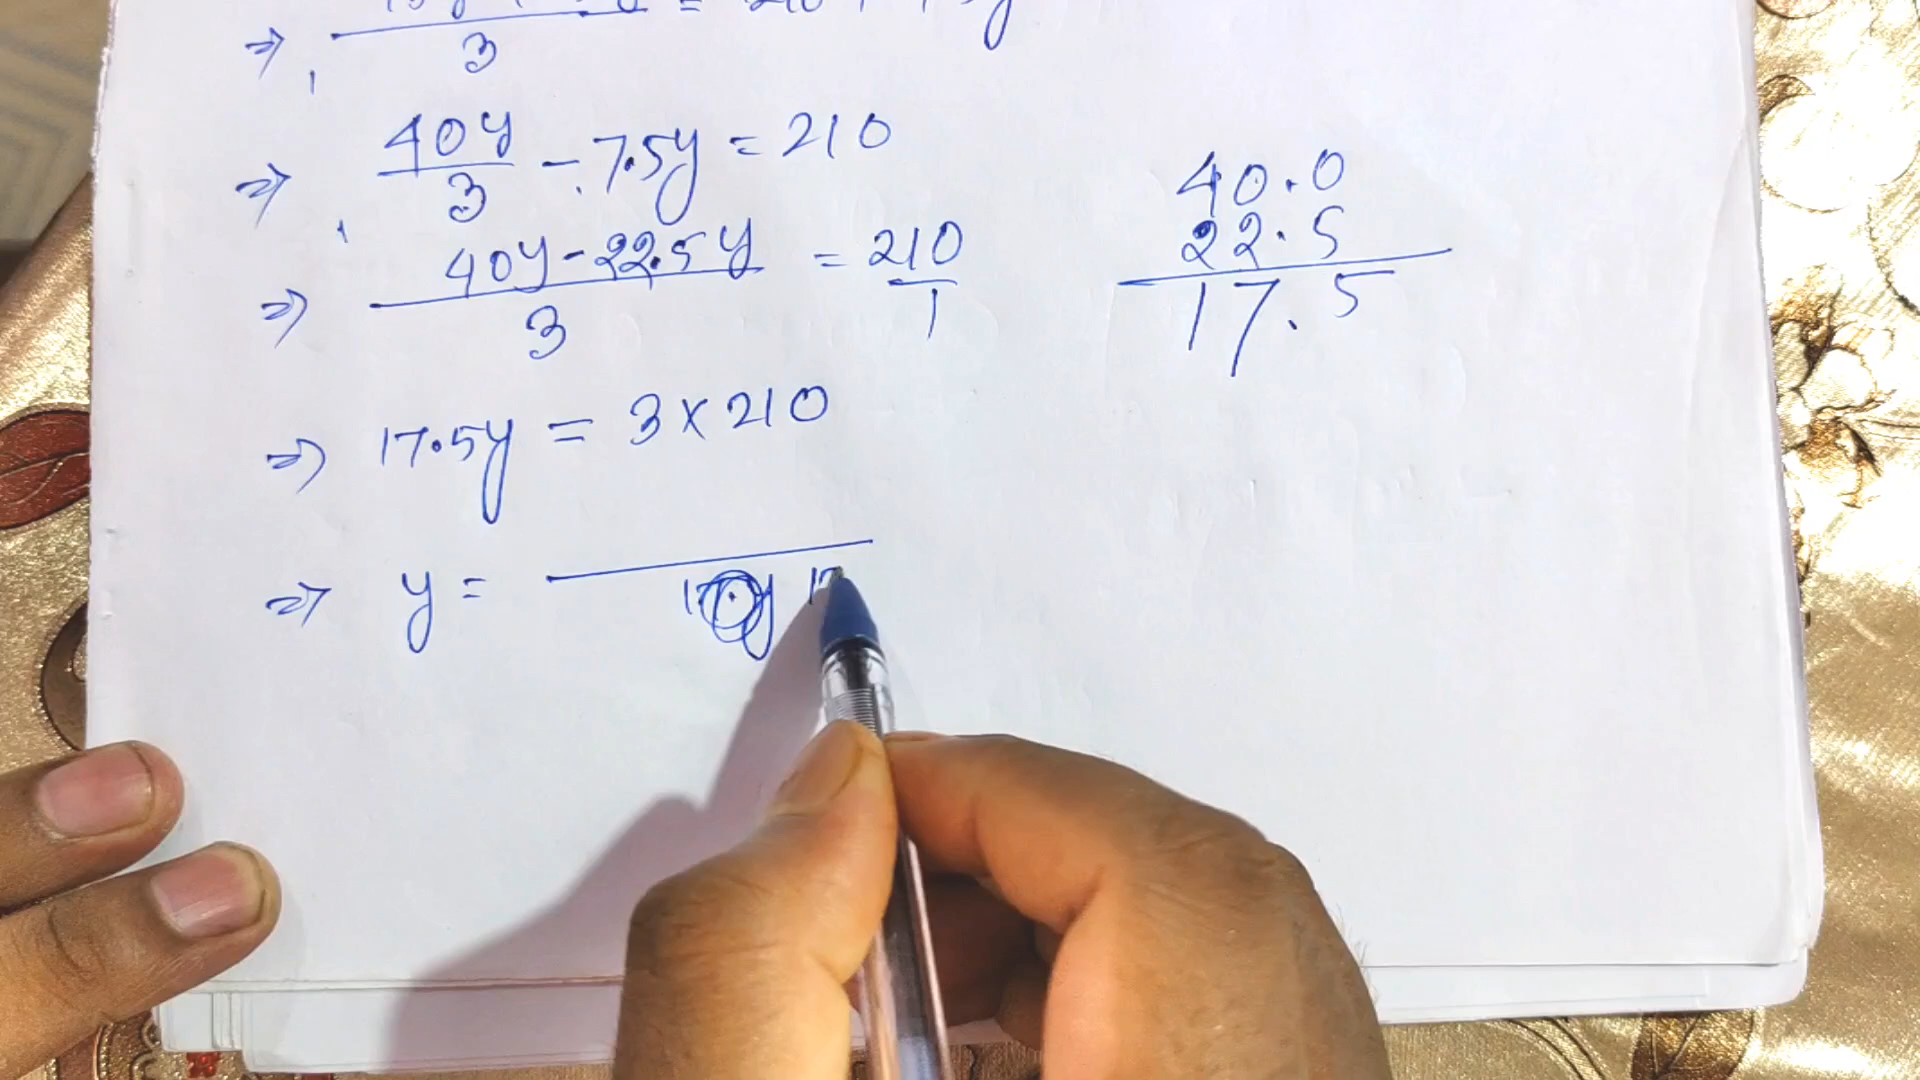 ⇒ 3
⇒ 40y/3 - 7.5y = 210
⇒ 40y - 22.5y/3 = 210/1
⇒ 17.5y = 3 × 210
⇒ y =
40.0
22.5
17.5